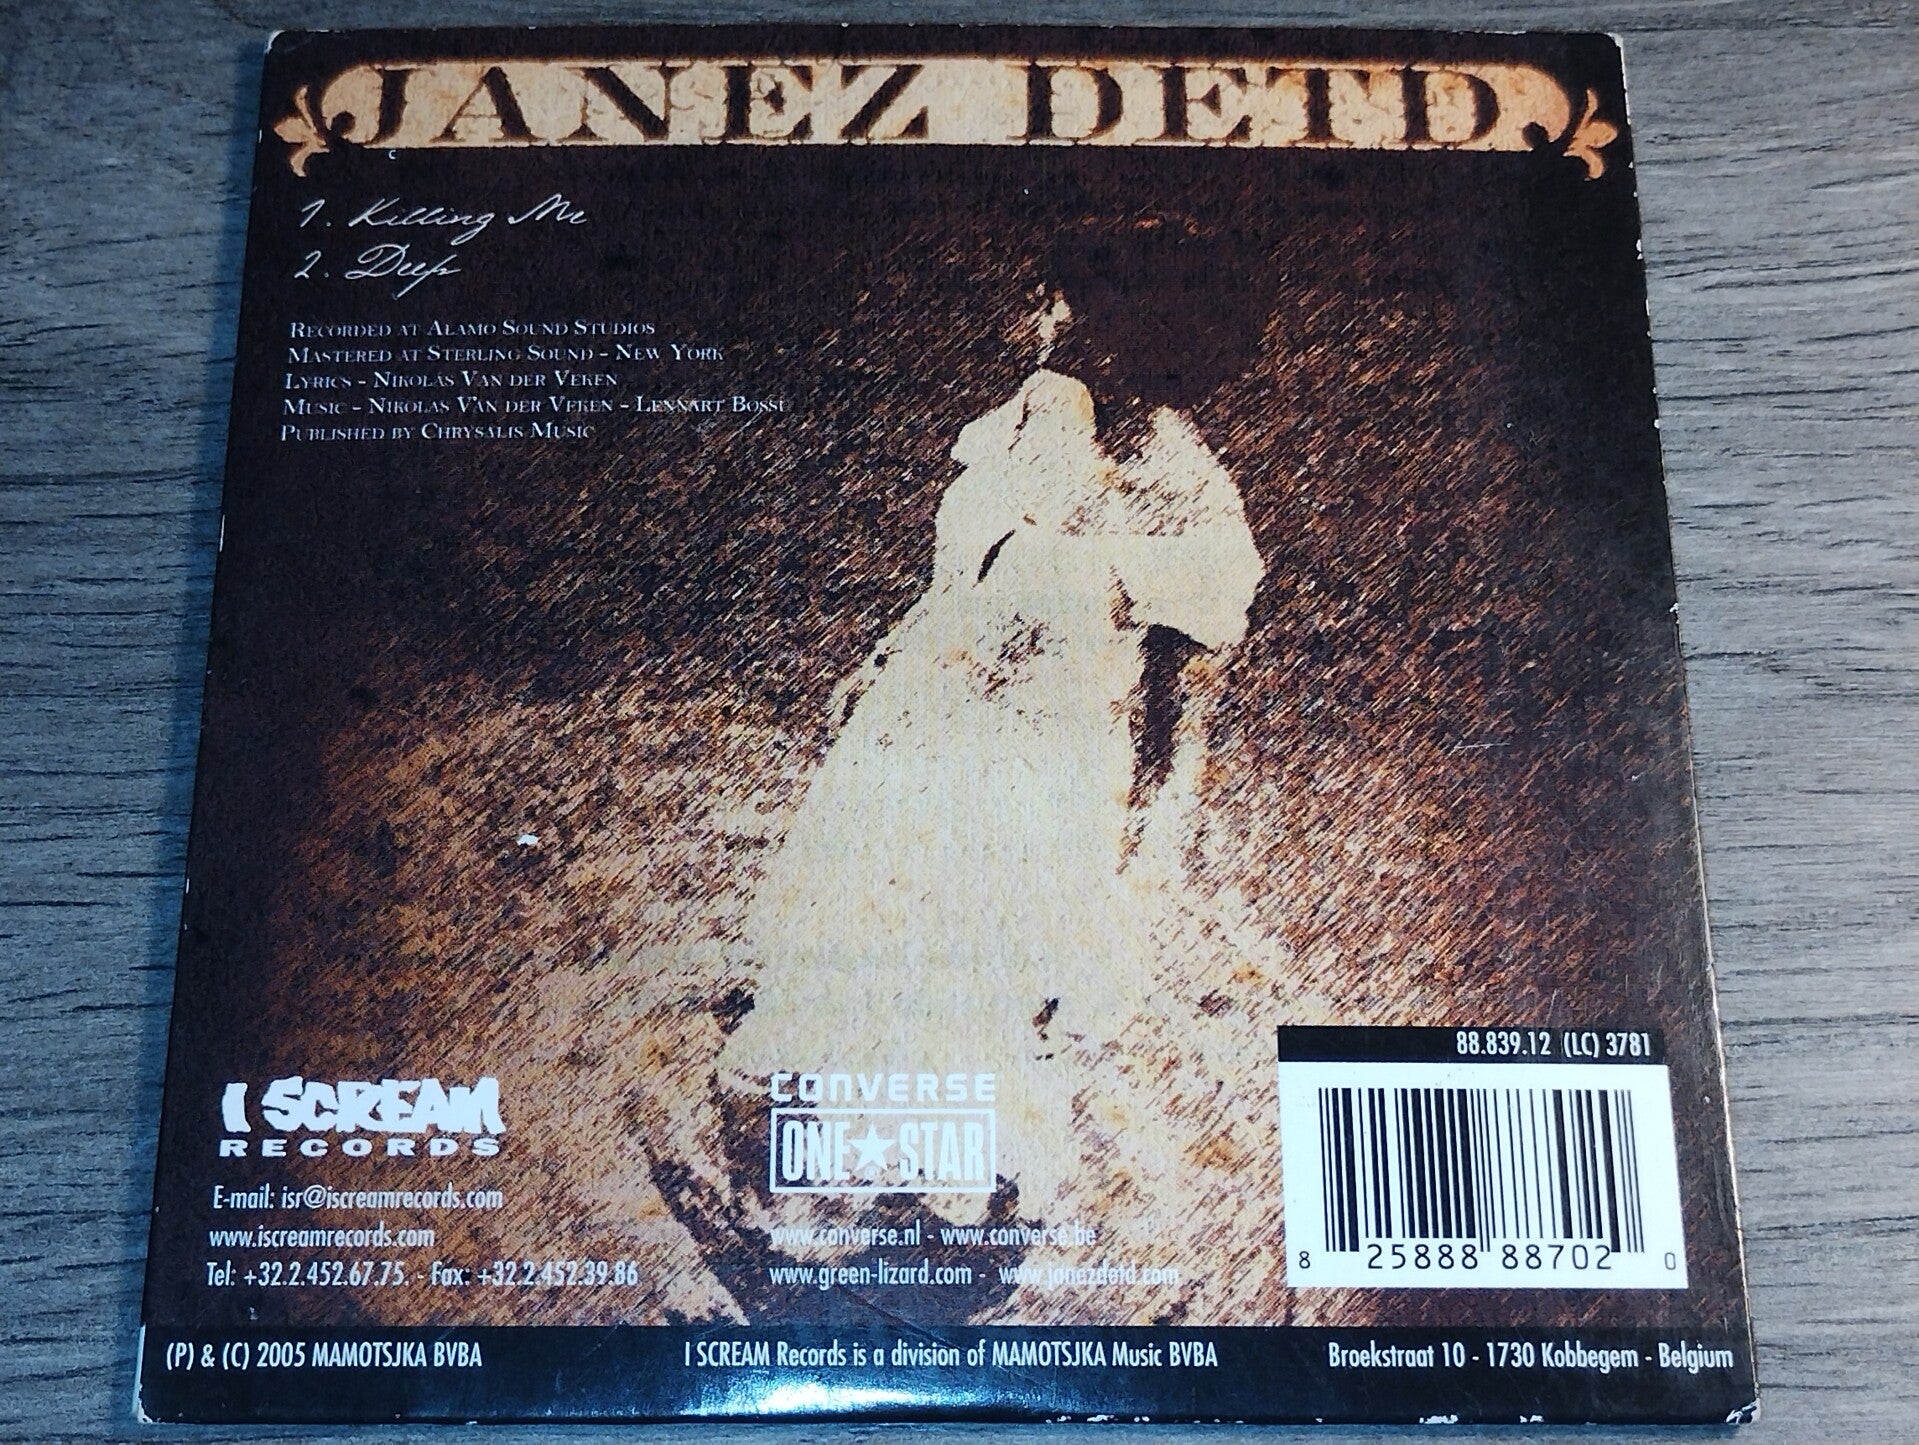 JANEZ DETD.
1. Killing Me
2. Deep
Recorded at Alamo Sound Studios
Mastered at Sterling Sound - New York
Lyrics - Nikolas Van der Veken
Music - Nikolas Van der Veken - Lennart Bossu
Published by Chrysalis Music
I SCREAM
RECORDS
E-mail: isr@iscreamrecords.com
www.iscreamrecords.com
Tel: +32.2.452.67.75. - Fax: +32.2.452.39.86
CONVERSE
ONE★STAR
www.converse.nl - www.converse.be
www.green-lizard.com - www.janezdetd.com
88.839.12 (LC) 3781
8 25888 88702 0
(P) & (C) 2005 MAMOTSJKA BVBA
I SCREAM Records is a division of MAMOTSJKA Music BVBA
Broekstraat 10 - 1730 Kobbegem - Belgium